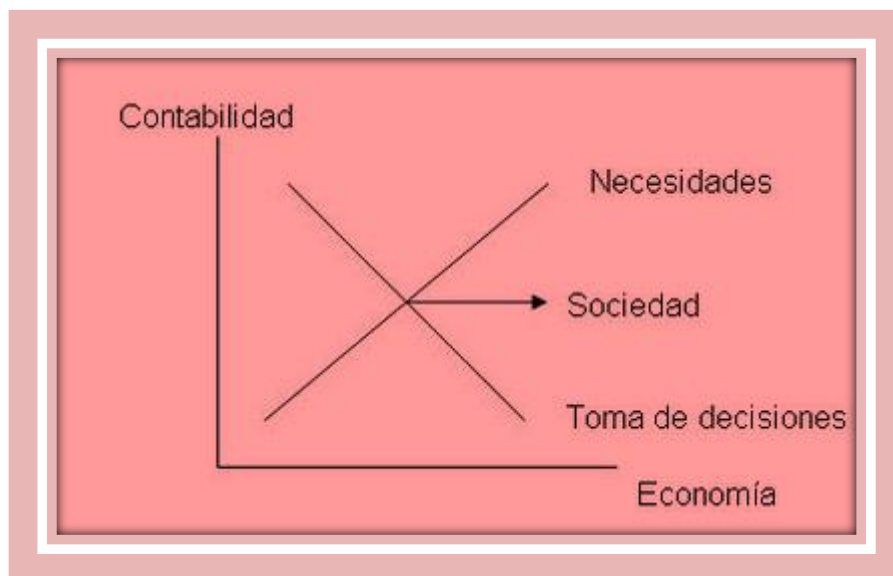 Contabilidad
Necesidades
Sociedad
Toma de decisiones
Economía